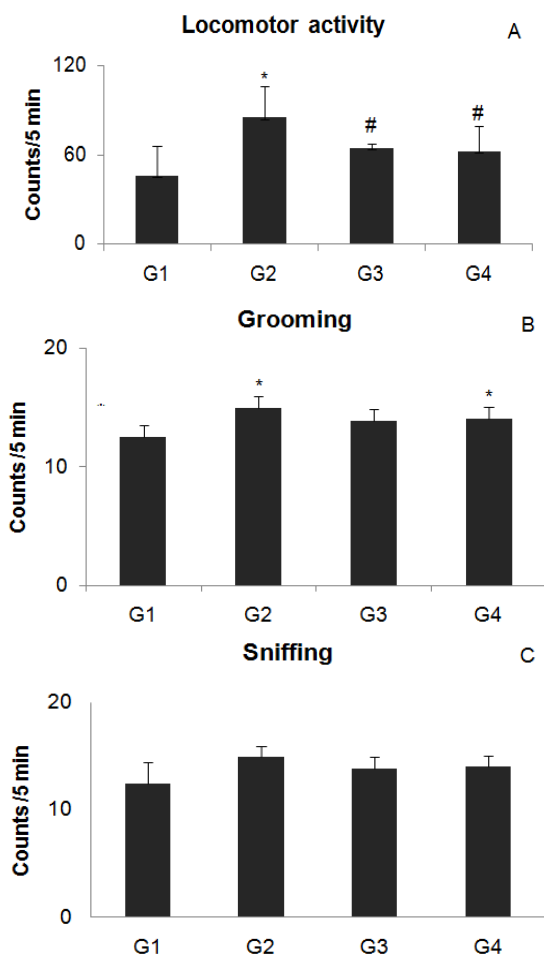 Locomotor activity
A
Counts/5 min
120
60
0
*
#
#
G1 G2 G3 G4
Grooming
B
Counts /5 min
20
10
0
*
*
G1 G2 G3 G4
Sniffing
C
Counts /5 min
20
10
0
G1 G2 G3 G4